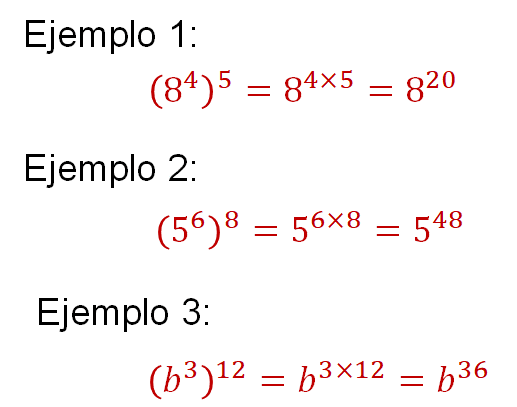 Ejemplo 1:
(8⁴)⁵ = 8⁴ˣ⁵ = 8²⁰
Ejemplo 2:
(5⁶)⁸ = 5⁶ˣ⁸ = 5⁴⁸
Ejemplo 3:
(b³)¹² = b³ˣ¹² = b³⁶